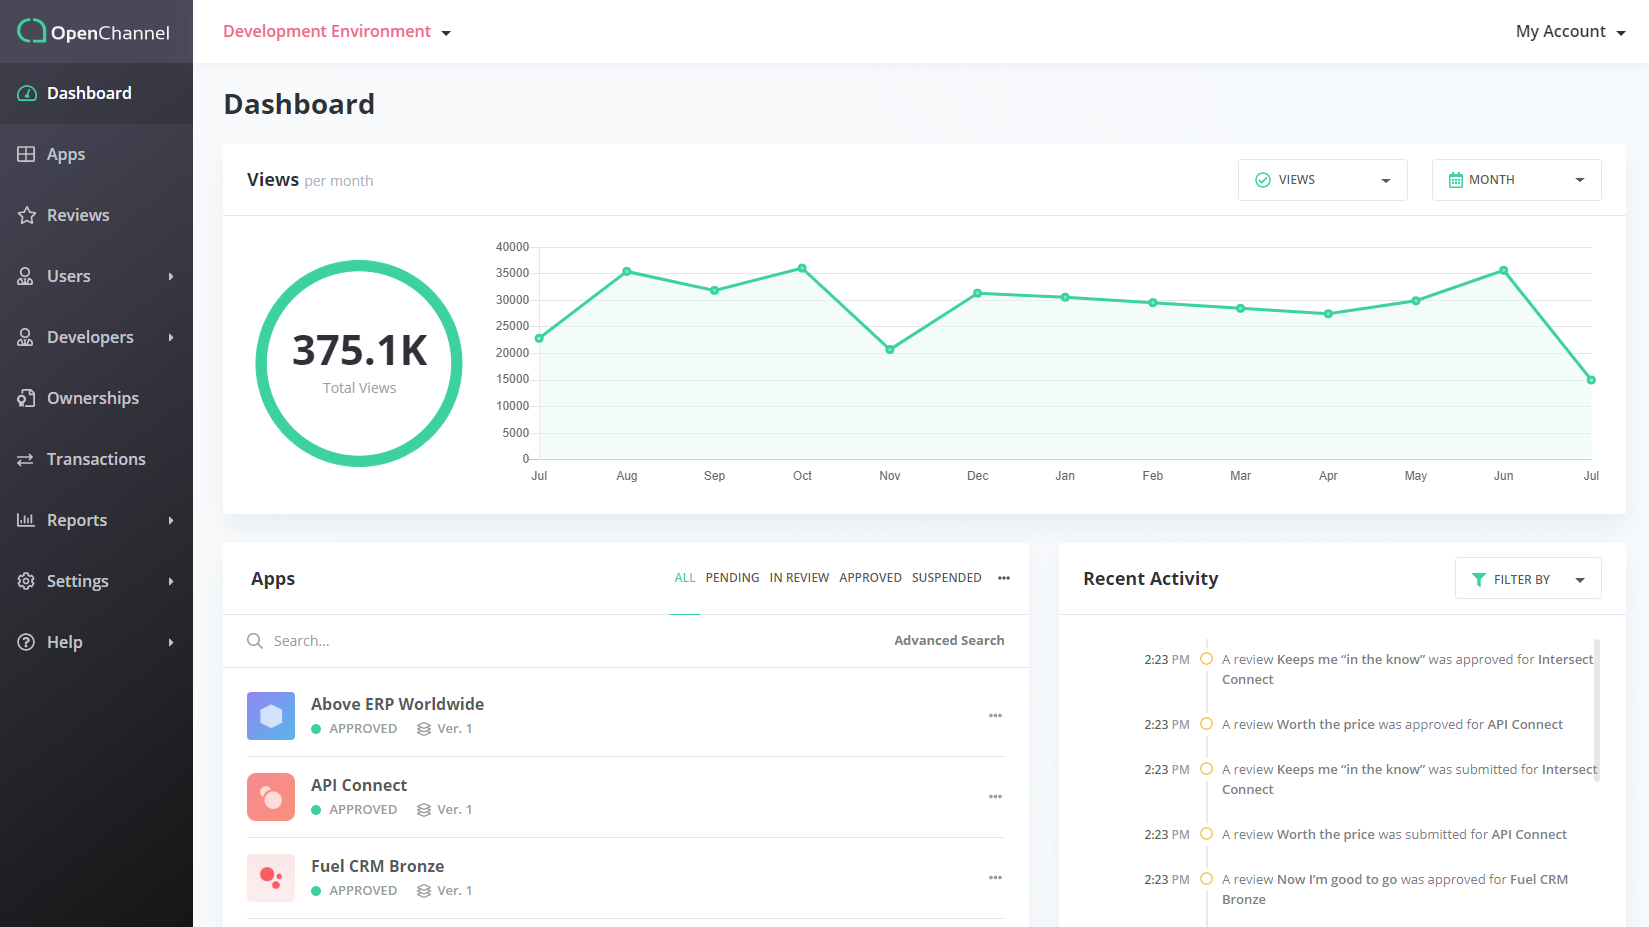 OpenChannel
Development Environment
My Account
Dashboard
Apps
Reviews
Users
Developers
Ownerships
Transactions
Reports
Settings
Help
Dashboard
Views per month
VIEWS
MONTH
375.1K
Total Views
40000
35000
30000
25000
20000
15000
10000
5000
0
Jul Aug Sep Oct Nov Dec Jan Feb Mar Apr May Jun Jul
Apps
ALL PENDING IN REVIEW APPROVED SUSPENDED •••
Search...
Advanced Search
Above ERP Worldwide
APPROVED Ver. 1
API Connect
APPROVED Ver. 1
Fuel CRM Bronze
APPROVED Ver. 1
Recent Activity
FILTER BY
2:23 PM A review Keeps me “in the know” was approved for Intersect
Connect
2:23 PM A review Worth the price was approved for API Connect
2:23 PM A review Keeps me “in the know” was submitted for Intersect
Connect
2:23 PM A review Worth the price was submitted for API Connect
2:23 PM A review Now I’m good to go was approved for Fuel CRM
Bronze